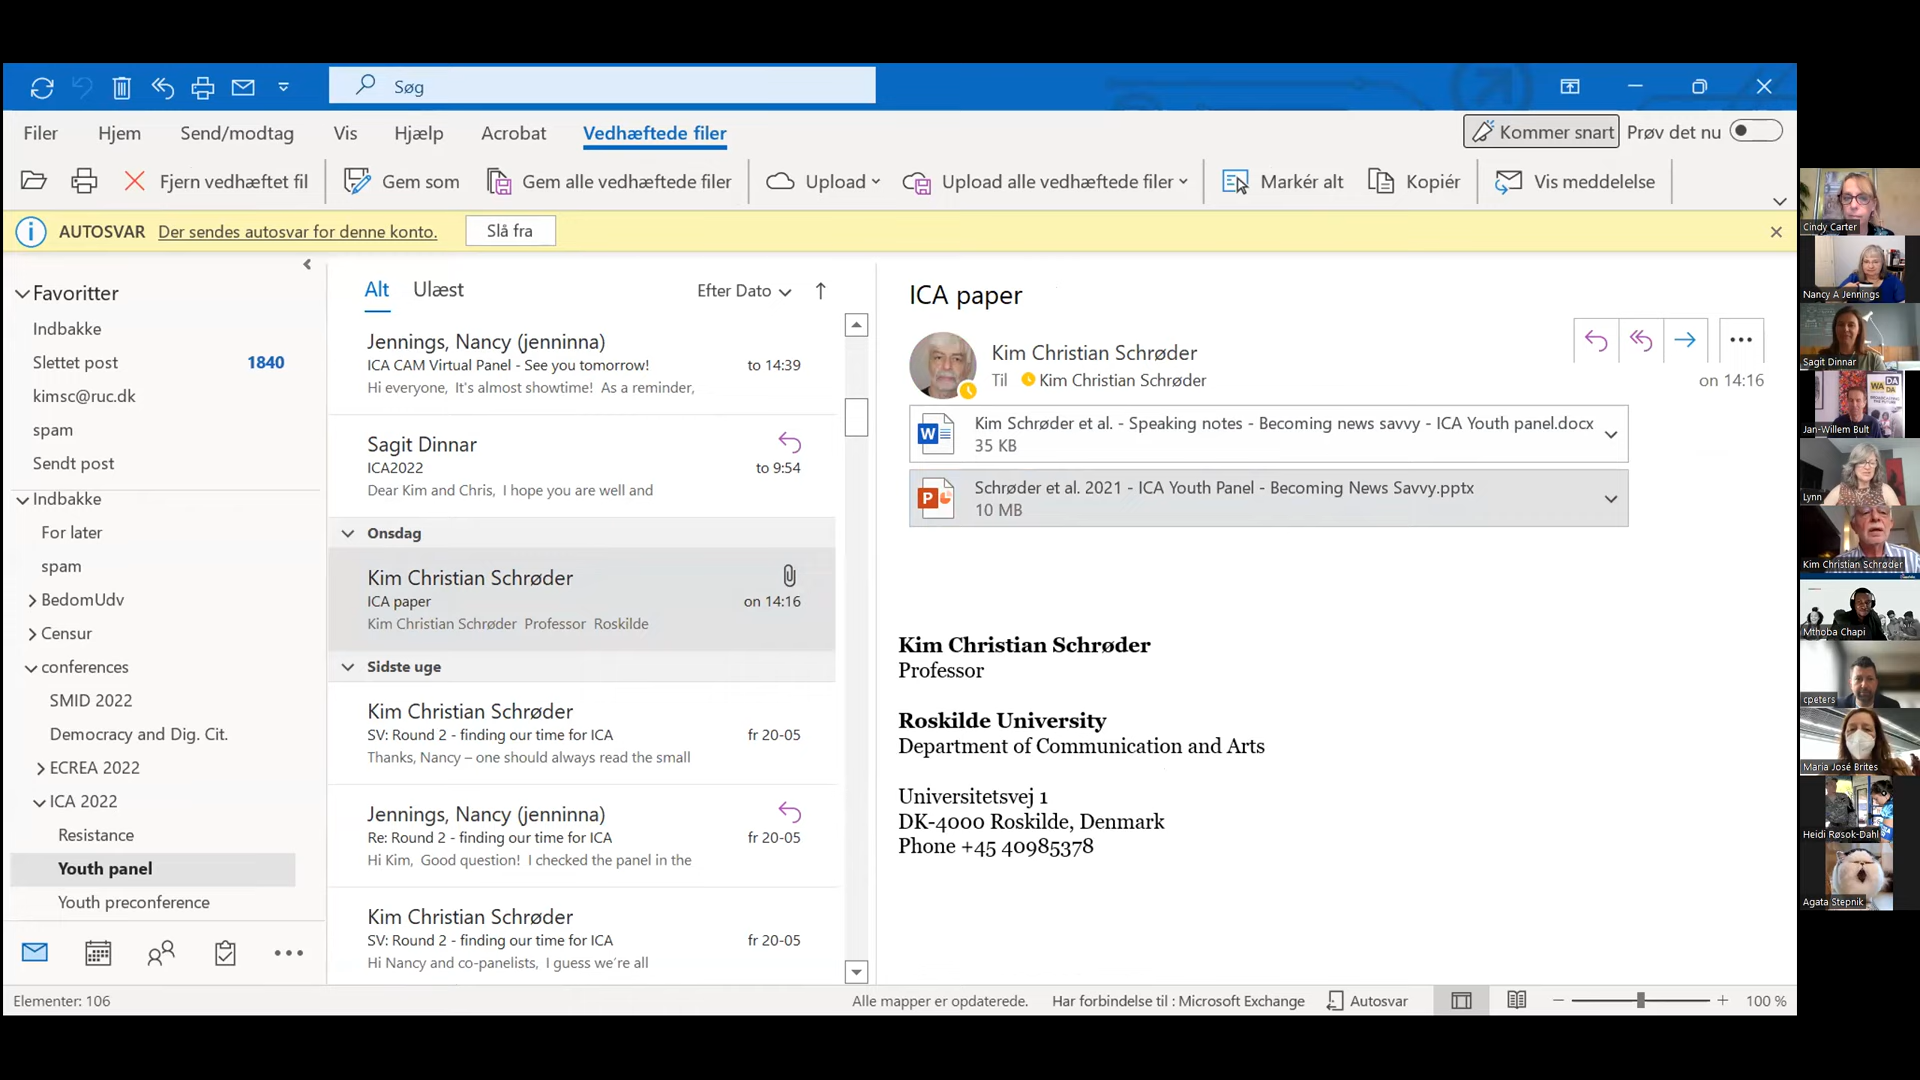 Søg
Filer Hjem Send/modtag Vis Hjælp Acrobat Vedhæftede filer Kommer snart Prøv det nu
Fjern vedhæftet fil Gem som Gem alle vedhæftede filer Upload Upload alle vedhæftede filer Markér alt Kopiér Vis meddelelse
AUTOSVAR Der sendes autosvar for denne konto. Slå fra
Favoritter
Indbakke
Slettet post 1840
kimsc@ruc.dk
spam
Sendt post
Indbakke
For later
spam
BedomUdv
Censur
conferences
SMID 2022
Democracy and Dig. Cit.
ECREA 2022
ICA 2022
Resistance
Youth panel
Youth preconference
Alt Ulæst Efter Dato
Jennings, Nancy (jenninna)
ICA CAM Virtual Panel - See you tomorrow! to 14:39
Hi everyone, It's almost showtime! As a reminder,
Sagit Dinnar
ICA2022 to 9:54
Dear Kim and Chris, I hope you are well and
Onsdag
Kim Christian Schrøder
ICA paper on 14:16
Kim Christian Schrøder Professor Roskilde
Sidste uge
Kim Christian Schrøder
SV: Round 2 - finding our time for ICA fr 20-05
Thanks, Nancy – one should always read the small
Jennings, Nancy (jenninna)
Re: Round 2 - finding our time for ICA fr 20-05
Hi Kim, Good question! I checked the panel in the
Kim Christian Schrøder
SV: Round 2 - finding our time for ICA fr 20-05
Hi Nancy and co-panelists, I guess we're all
ICA paper
Kim Christian Schrøder
Til Kim Christian Schrøder on 14:16
Kim Schrøder et al. - Speaking notes - Becoming news savvy - ICA Youth panel.docx
35 KB
Schrøder et al. 2021 - ICA Youth Panel - Becoming News Savvy.pptx
10 MB
Kim Christian Schrøder
Professor
Roskilde University
Department of Communication and Arts
Universitetsvej 1
DK-4000 Roskilde, Denmark
Phone +45 40985378
Elementer: 106 Alle mapper er opdaterede. Har forbindelse til : Microsoft Exchange Autosvar 100 %
Cindy Carter
Nancy A Jennings
Sagit Dinnar
WA DA
DA
Jan-Willem Bult
Lynn
Kim Christian Schrøder
Mthoba Chapi
cpeters
Maria José Brites
Heidi Røsok-Dahl
Agata Stepnik